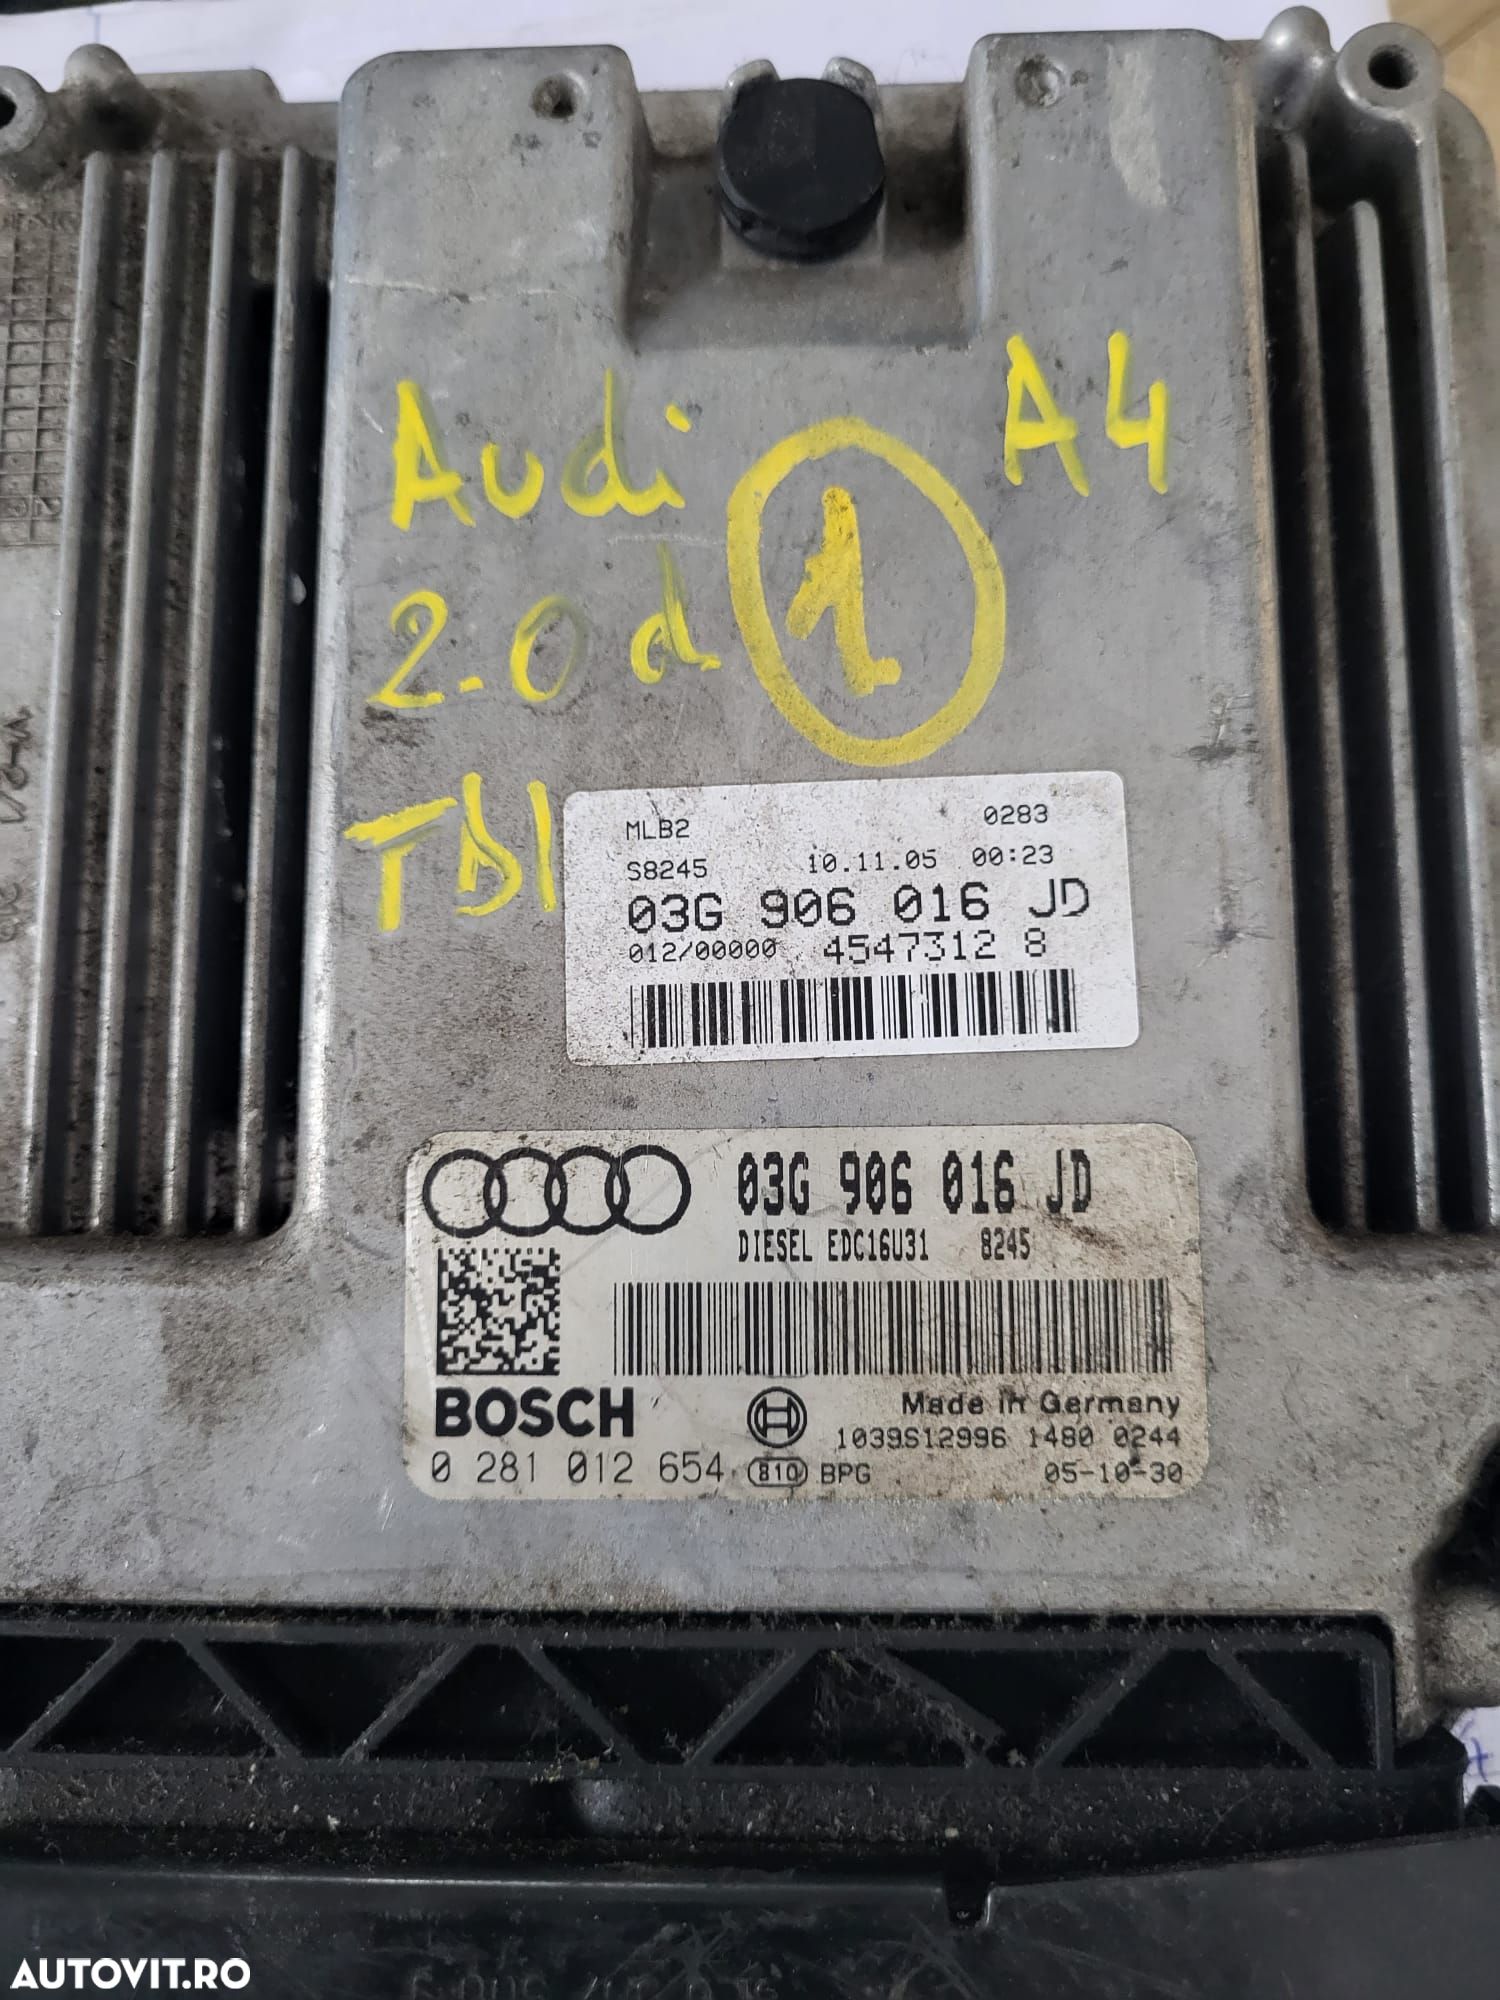 Audi A4
2.0 d 1
TDI
MLB2 0283
S8245 10.11.05 00:23
03G 906 016 JD
012/00000 4547312 8
03G 906 016 JD
DIESEL EDC16U31 8245
BOSCH Made in Germany
1039S12996 1480 0244
0 281 012 654 810 BPG 05-10-30
AUTOVIT.RO